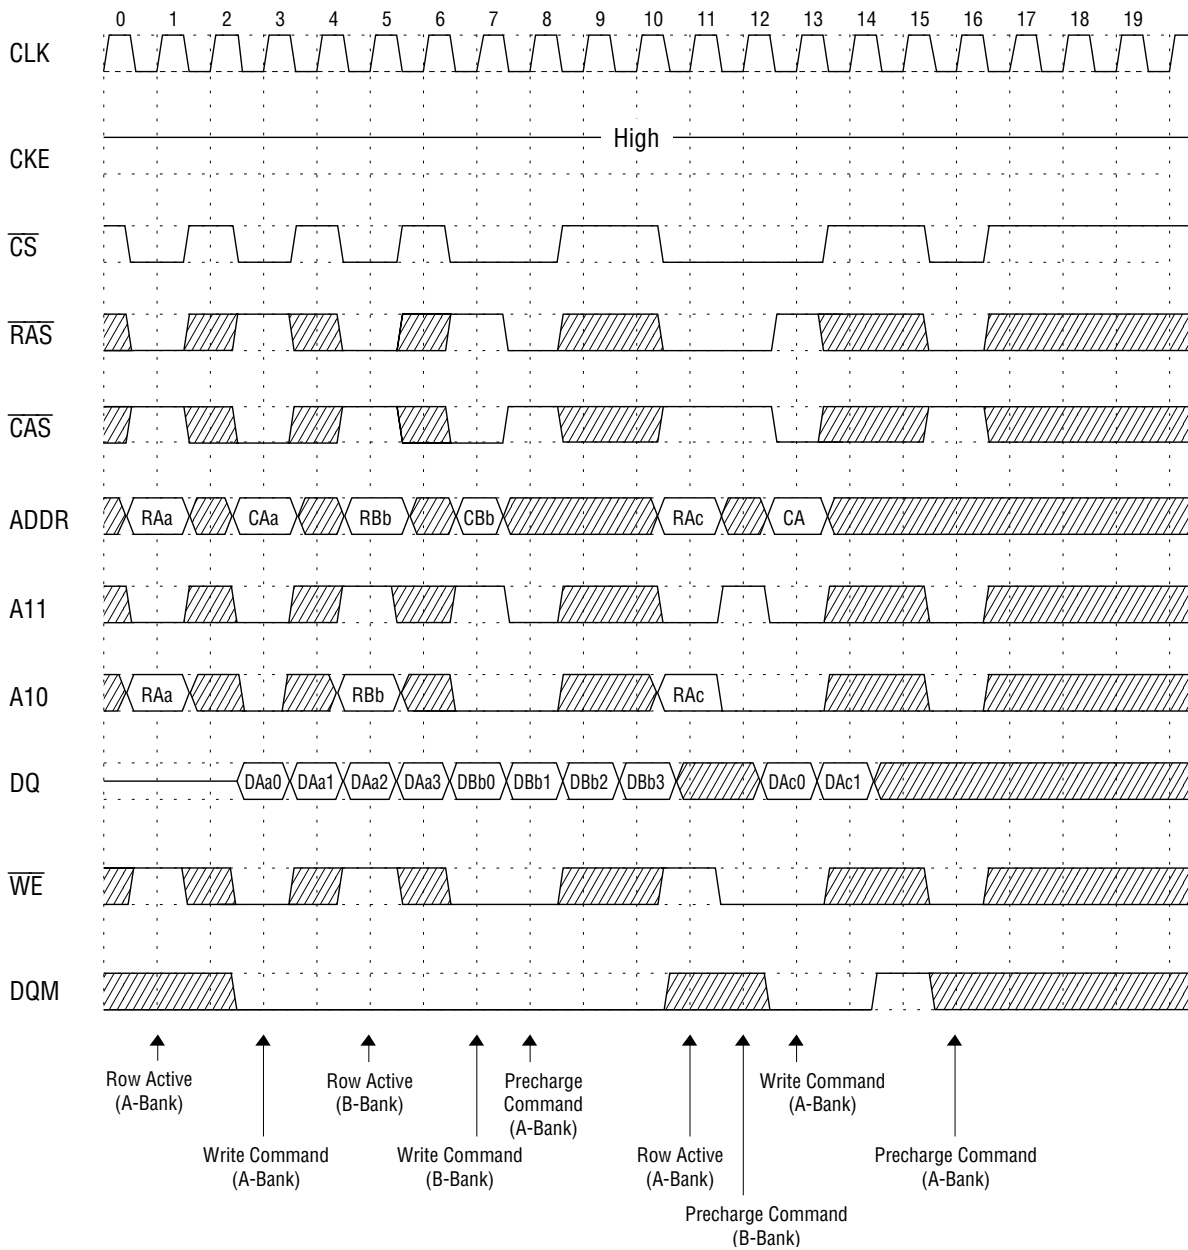 0 1 2 3 4 5 6 7 8 9 10 11 12 13 14 15 16 17 18 19
CLK
High
CKE
CS
RAS
CAS
ADDR RAa CAa RBb CBb RAc CA
A11
A10 RAa RBb RAc
DQ DAa0 DAa1 DAa2 DAa3 DBb0 DBb1 DBb2 DBb3 DAc0 DAc1
WE
DQM
Row Active
(A-Bank)
Row Active
(B-Bank)
Precharge
Command
(A-Bank)
Write Command
(A-Bank)
Write Command
(A-Bank)
Write Command
(B-Bank)
Row Active
(A-Bank)
Precharge Command
(A-Bank)
Precharge Command
(B-Bank)